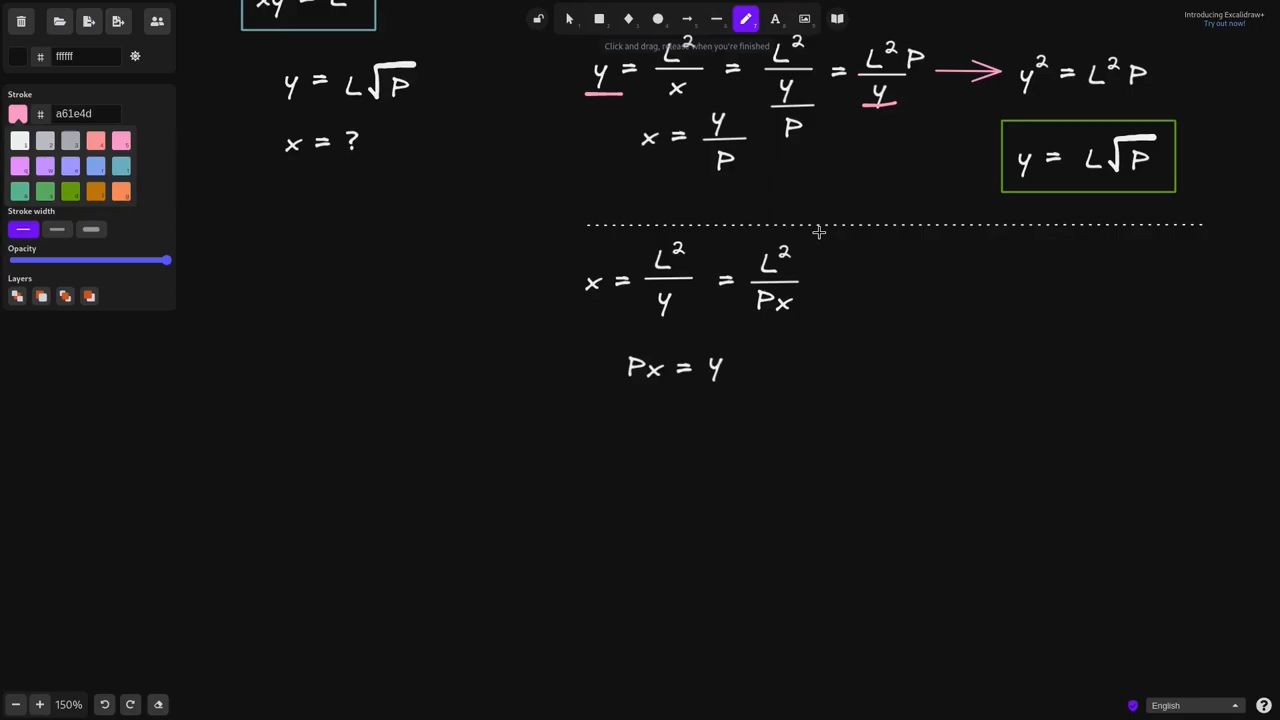 Introducing Excalidraw+
Try out now!
Click and drag, release when you're finished
# ffffff
Stroke
# a61e4d
Stroke width
Opacity
Layers
y = L√P
x = ?
y = L² / x = L² / (y / P) = L²P / y → y² = L²P
x = y / P
y = L√P
x = L² / y = L² / Px
Px = y
150%
English